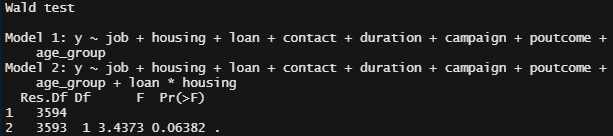 Wald test
Model 1: y ~ job + housing + loan + contact + duration + campaign + poutcome +
age_group
Model 2: y ~ job + housing + loan + contact + duration + campaign + poutcome +
age_group + loan * housing
Res.Df Df F Pr(>F)
1 3594
2 3593 1 3.4373 0.06382 .